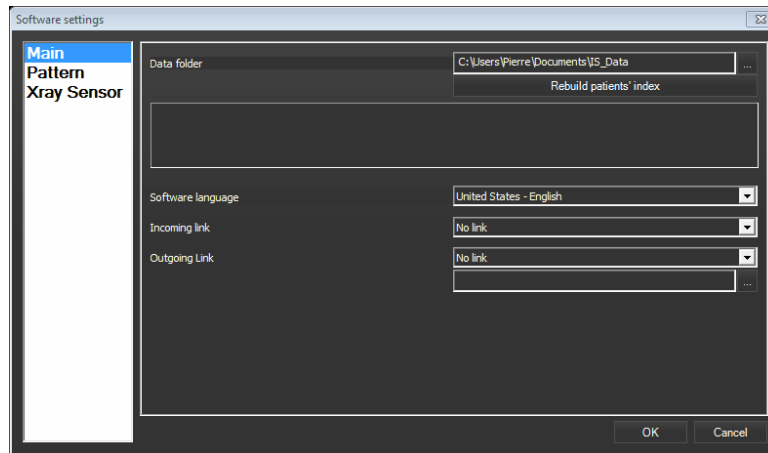 Software settings
Main
Pattern
Xray Sensor
Data folder
C:\Users\Pierre\Documents\IS_Data
...
Rebuild patients' index
Software language
United States - English
Incoming link
No link
Outgoing Link
No link
...
OK
Cancel